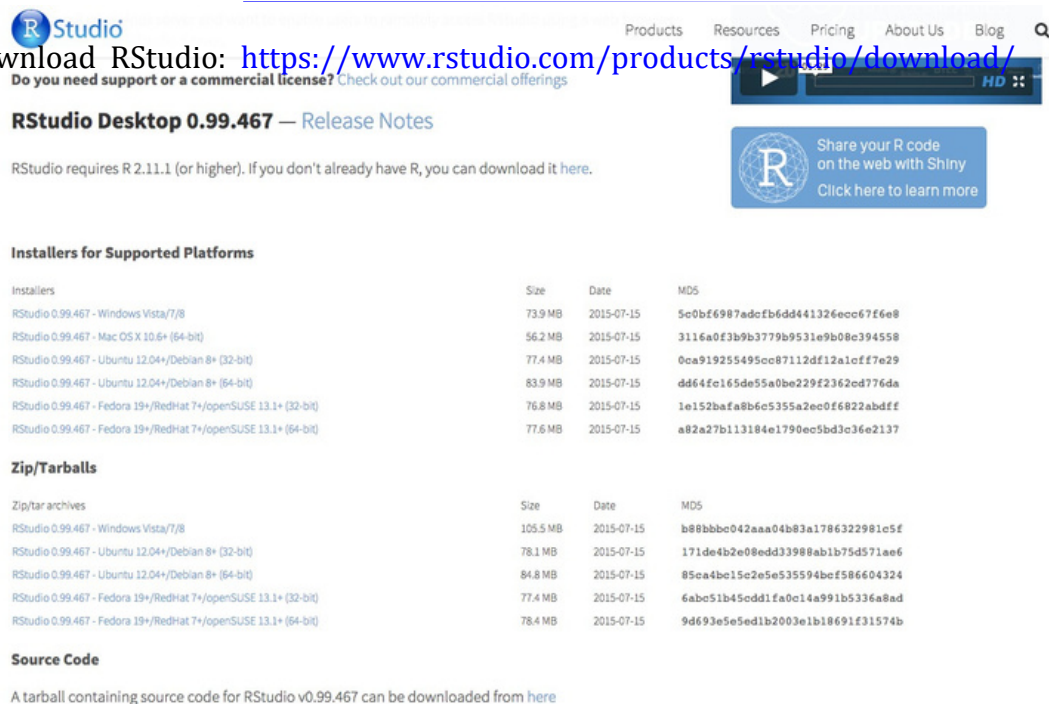 R Studio
Products Resources Pricing About Us Blog
wnload RStudio: https://www.rstudio.com/products/rstudio/download/
Do you need support or a commercial license? Check out our commercial offerings
HD
RStudio Desktop 0.99.467 — Release Notes
Share your R code
on the web with Shiny
Click here to learn more
R
RStudio requires R 2.11.1 (or higher). If you don't already have R, you can download it here.
Installers for Supported Platforms
Installers Size Date MD5
RStudio 0.99.467 - Windows Vista/7/8 73.9 MB 2015-07-15 5c0bf6987adcfb6dd441326ecc67f6e8
RStudio 0.99.467 - Mac OS X 10.6+ (64-bit) 56.2 MB 2015-07-15 3116a0f3b9b3779b9531e9b08c394558
RStudio 0.99.467 - Ubuntu 12.04+/Debian 8+ (32-bit) 77.4 MB 2015-07-15 0ca919255495cc87112df12a1cff7e29
RStudio 0.99.467 - Ubuntu 12.04+/Debian 8+ (64-bit) 83.9 MB 2015-07-15 dd64fc165de55a0be229f2362cd776da
RStudio 0.99.467 - Fedora 19+/RedHat 7+/openSUSE 13.1+ (32-bit) 76.8 MB 2015-07-15 1e152bafa8b6c5355a2ec0f6822abdff
RStudio 0.99.467 - Fedora 19+/RedHat 7+/openSUSE 13.1+ (64-bit) 77.6 MB 2015-07-15 a82a27b113184e1790ec5bd3c36e2137
Zip/Tarballs
Zip/tar archives Size Date MD5
RStudio 0.99.467 - Windows Vista/7/8 105.5 MB 2015-07-15 b88bbbc042aaa04b83a1786322981c5f
RStudio 0.99.467 - Ubuntu 12.04+/Debian 8+ (32-bit) 78.1 MB 2015-07-15 171de4b2e08edd33988ab1b75d571ae6
RStudio 0.99.467 - Ubuntu 12.04+/Debian 8+ (64-bit) 84.8 MB 2015-07-15 85ca4bc15c2e5e535594bcf586604324
RStudio 0.99.467 - Fedora 19+/RedHat 7+/openSUSE 13.1+ (32-bit) 77.4 MB 2015-07-15 6abc51b45cdd1fa0c14a991b5336a8ad
RStudio 0.99.467 - Fedora 19+/RedHat 7+/openSUSE 13.1+ (64-bit) 78.4 MB 2015-07-15 9d693e5e5ed1b2003e1b18691f31574b
Source Code
A tarball containing source code for RStudio v0.99.467 can be downloaded from here